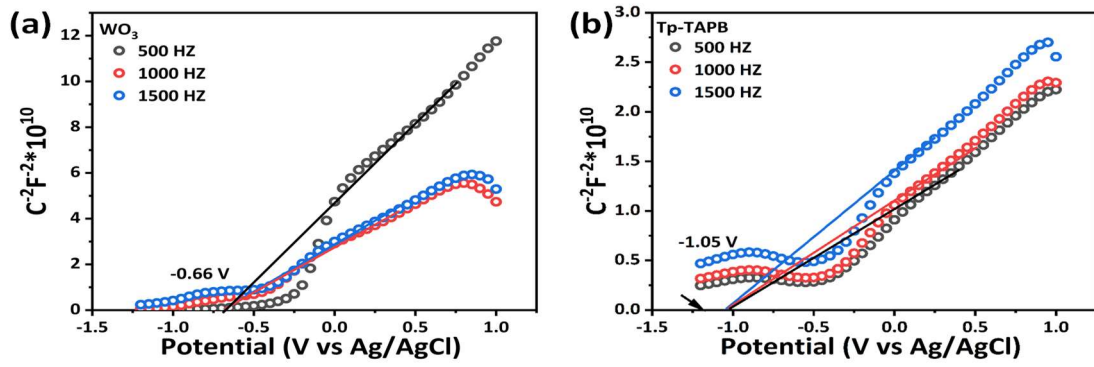 (a)
WO₃
500 HZ
1000 HZ
1500 HZ
-0.66 V
C⁻²F⁻²*10¹⁰
12
10
8
6
4
2
0
-1.5 -1.0 -0.5 0.0 0.5 1.0
Potential (V vs Ag/AgCl)
(b)
Tp-TAPB
500 HZ
1000 HZ
1500 HZ
-1.05 V
C⁻²F⁻²*10¹⁰
3.0
2.5
2.0
1.5
1.0
0.5
0.0
-1.5 -1.0 -0.5 0.0 0.5 1.0
Potential (V vs Ag/AgCl)